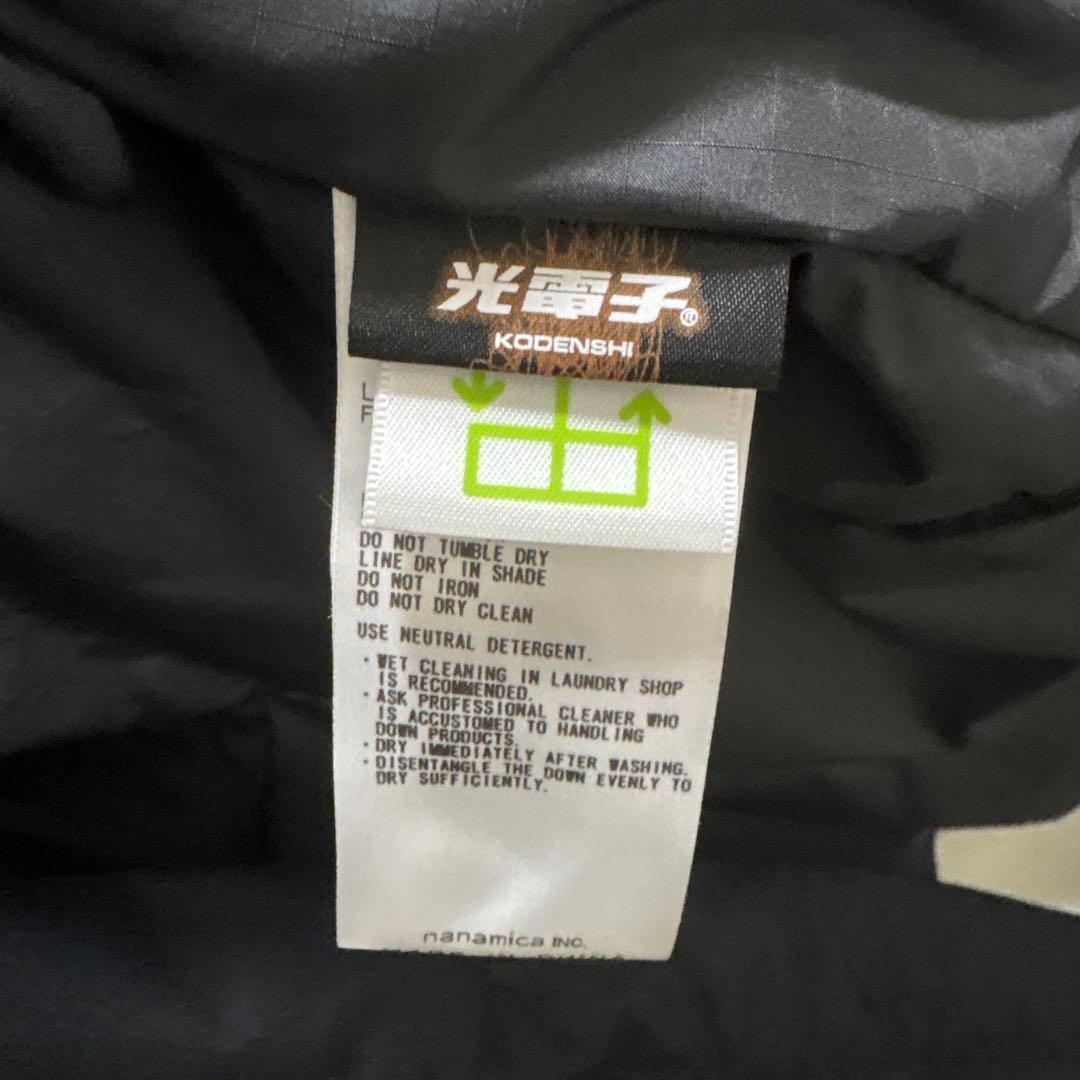 光電子®
KODENSHI
L
F
DO NOT TUMBLE DRY
LINE DRY IN SHADE
DO NOT IRON
DO NOT DRY CLEAN
USE NEUTRAL DETERGENT.
・WET CLEANING IN LAUNDRY SHOP
IS RECOMMENDED.
・ASK PROFESSIONAL CLEANER WHO
IS ACCUSTOMED TO HANDLING
DOWN PRODUCTS.
・DRY IMMEDIATELY AFTER WASHING.
・DISENTANGLE THE DOWN EVENLY TO
DRY SUFFICIENTLY.
nanamica INC.